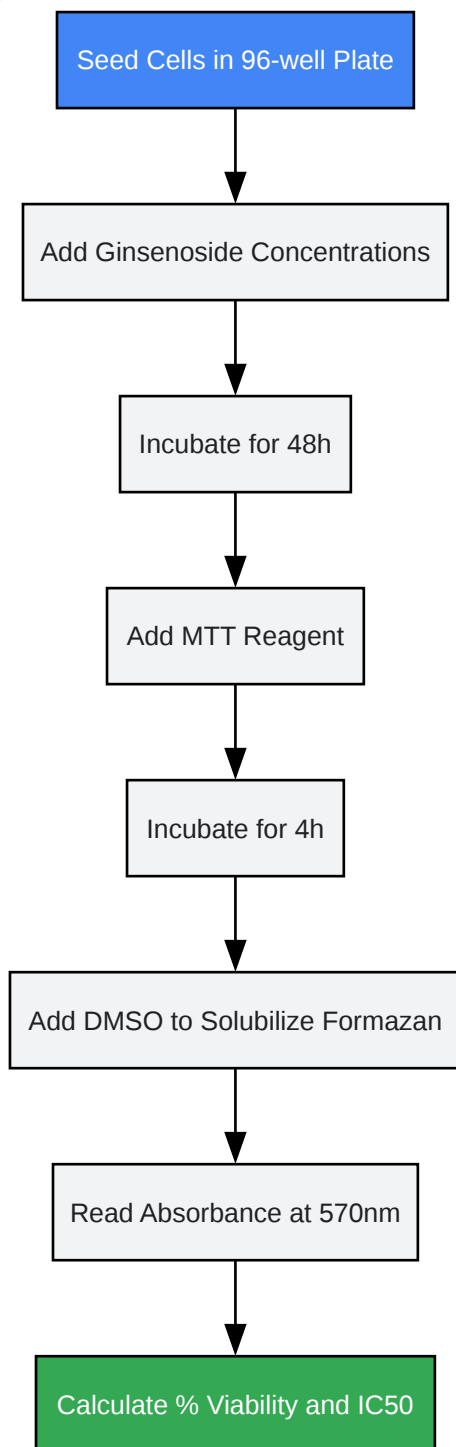 Seed Cells in 96-well Plate
Add Ginsenoside Concentrations
Incubate for 48h
Add MTT Reagent
Incubate for 4h
Add DMSO to Solubilize Formazan
Read Absorbance at 570nm
Calculate % Viability and IC50